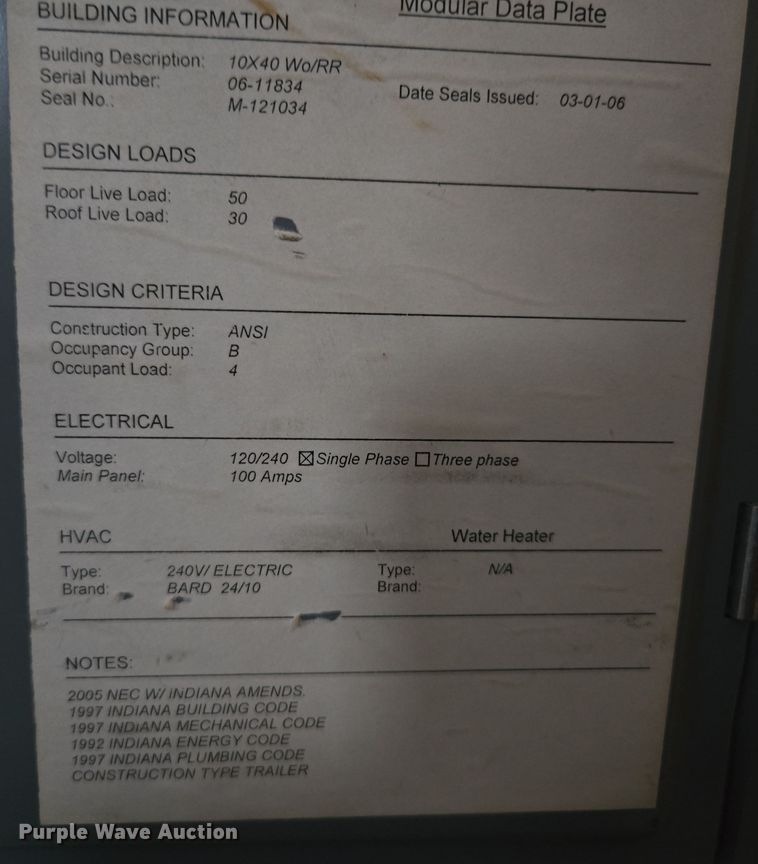 Modular Data Plate
BUILDING INFORMATION
Building Description: 10X40 Wo/RR
Serial Number: 06-11834
Seal No.: M-121034 Date Seals Issued: 03-01-06
DESIGN LOADS
Floor Live Load: 50
Roof Live Load: 30
DESIGN CRITERIA
Construction Type: ANSI
Occupancy Group: B
Occupant Load: 4
ELECTRICAL
Voltage: 120/240 ☒ Single Phase ☐ Three phase
Main Panel: 100 Amps
HVAC Water Heater
Type: 240V/ ELECTRIC Type: N/A
Brand: BARD 24/10 Brand:
NOTES:
2005 NEC W/ INDIANA AMENDS.
1997 INDIANA BUILDING CODE
1997 INDIANA MECHANICAL CODE
1992 INDIANA ENERGY CODE
1997 INDIANA PLUMBING CODE
CONSTRUCTION TYPE TRAILER
Purple Wave Auction